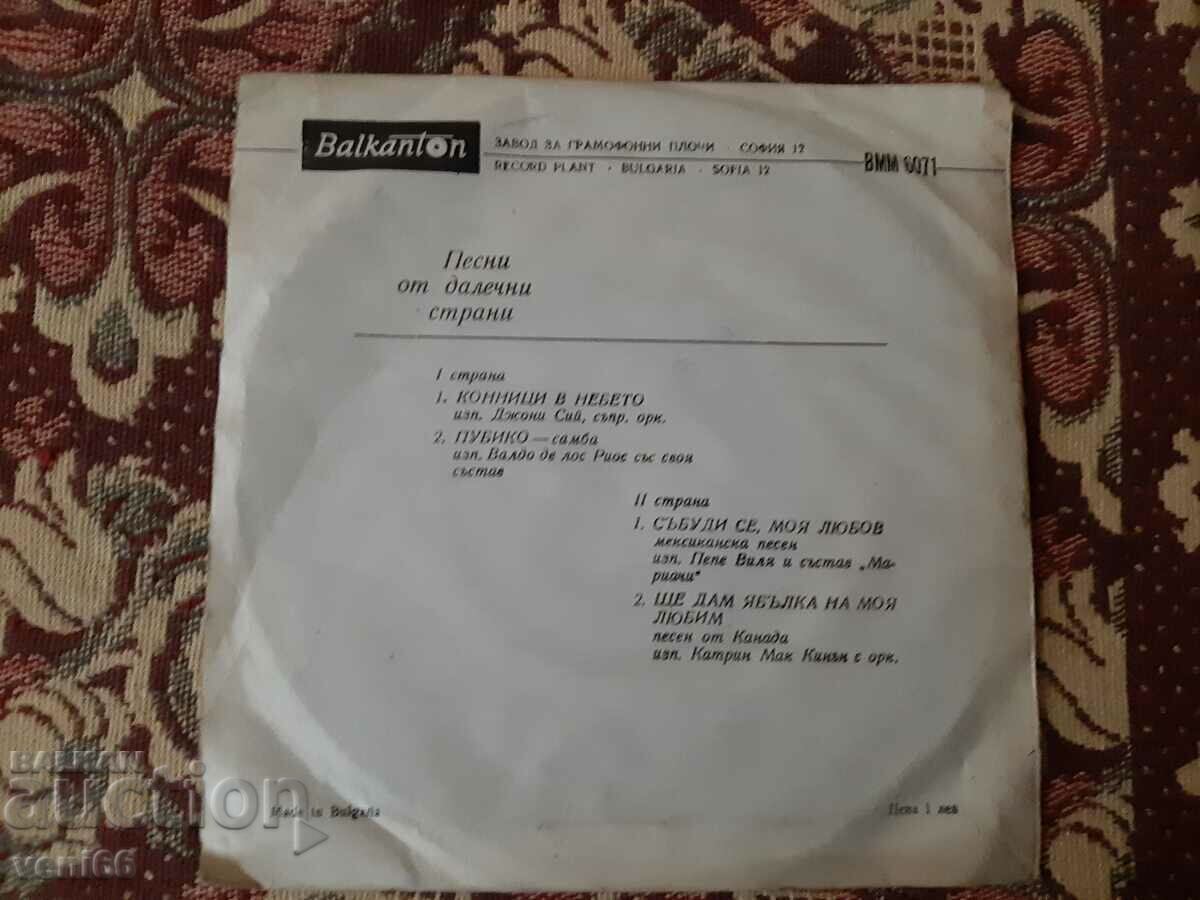 Balkanton
ЗАВОД ЗА ГРАМОФОННИ ПЛОЧИ · СОФИЯ 12
RECORD PLANT · BULGARIA · SOFIA 12
ВММ 6071
Песни
от далечни
страни
I страна
1. КОННИЦИ В НЕБЕТО
изп. Джони Сий, съпр. орк.
2. ПУБИКО — самба
изп. Валдо де лос Риос със своя
състав
II страна
1. СЪБУДИ СЕ, МОЯ ЛЮБОВ
мексиканска песен
изп. Пепе Виля и състав „Ма-
риачи"
2. ЩЕ ДАМ ЯБЪЛКА НА МОЯ
ЛЮБИМ
песен от Канада
изп. Катрин Мак Кинън с орк.
Made in Bulgaria
Цена 1 лев
БАЛКАН
auction
veni66